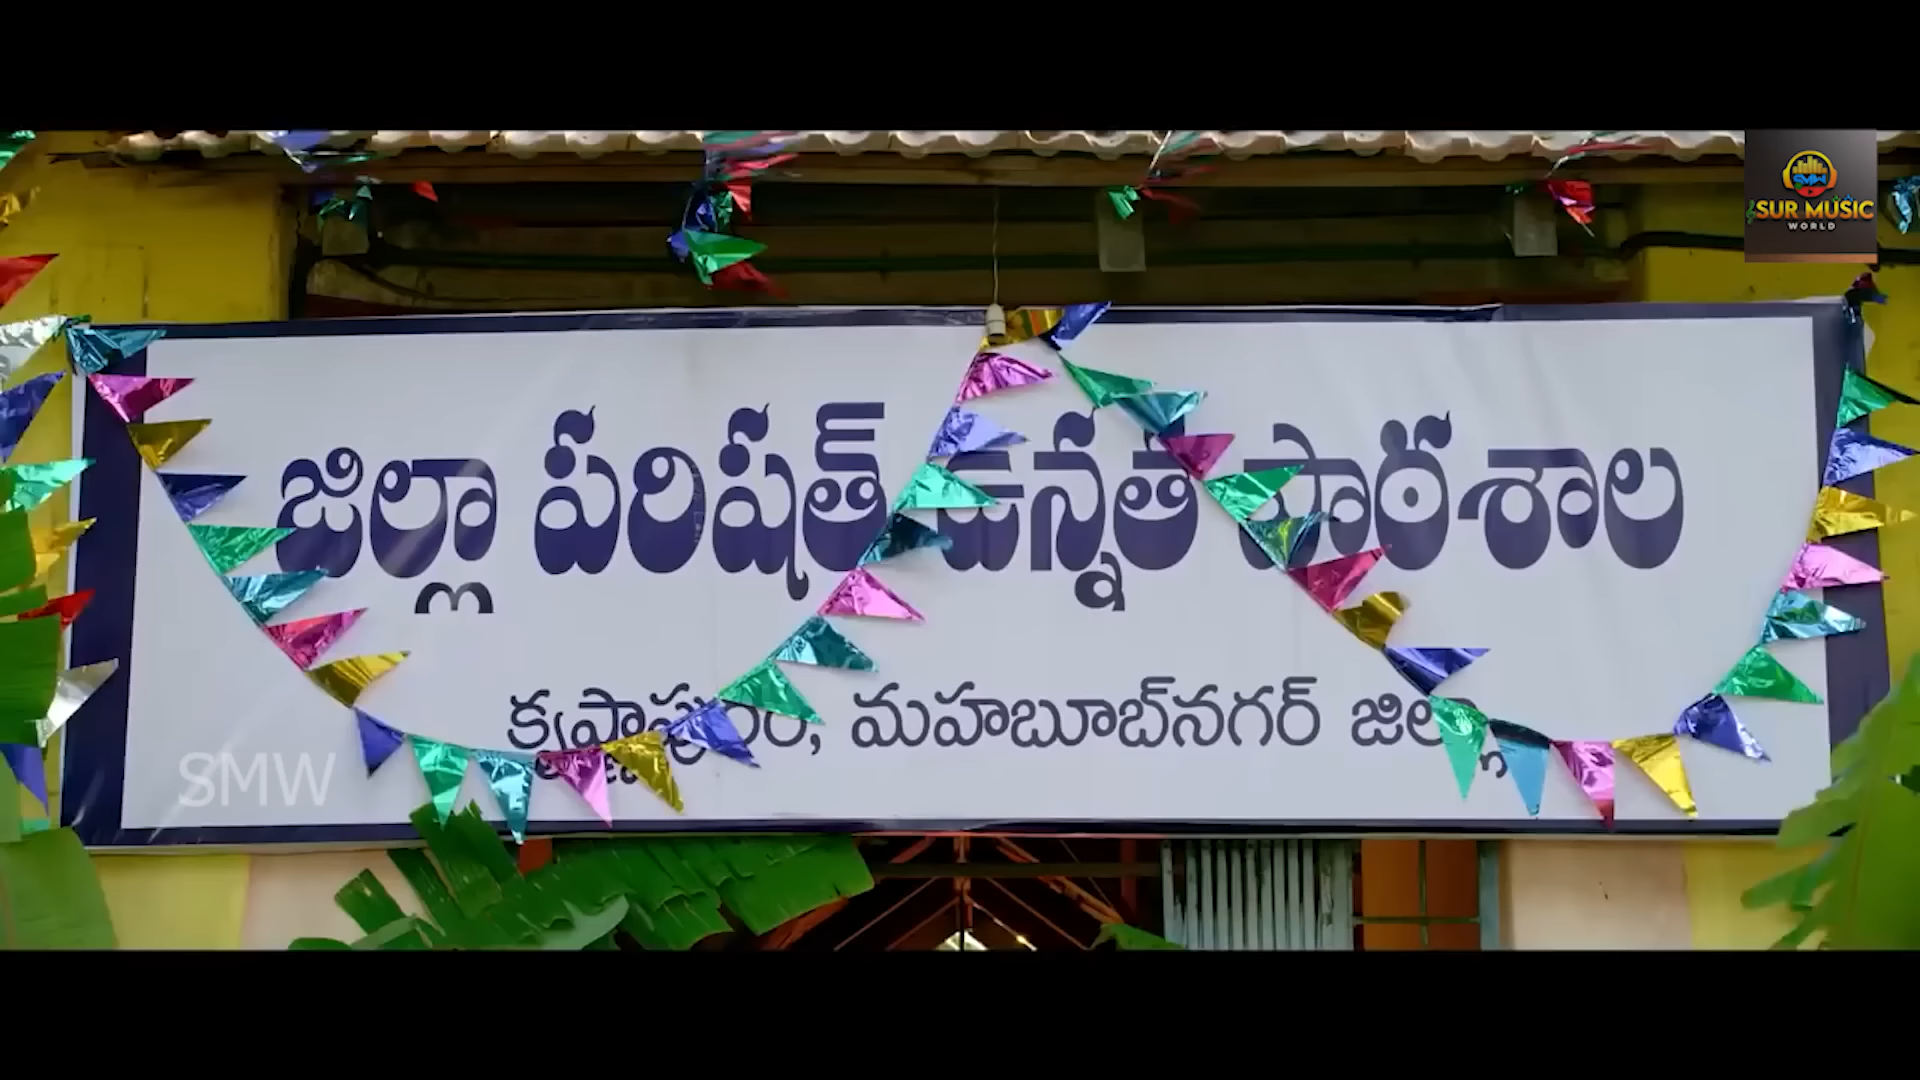 SUR MUSIC
WORLD
జిల్లా పరిషత్ ఉన్నత పాఠశాల
కృష్ణాపురం, మహబూబ్‌నగర్ జిల్లా
SMW